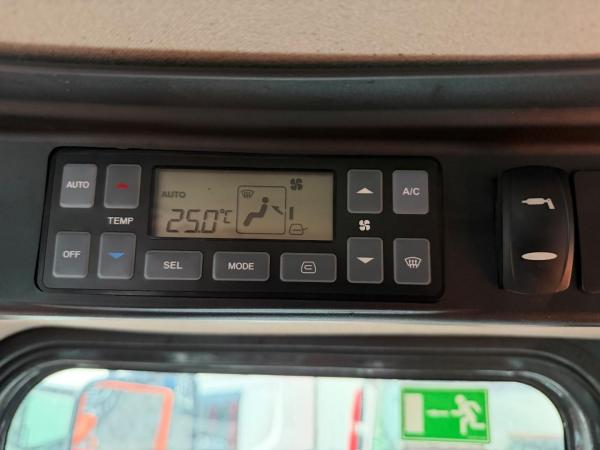 AUTO
AUTO
A/C
25.0°C
TEMP
OFF
SEL
MODE